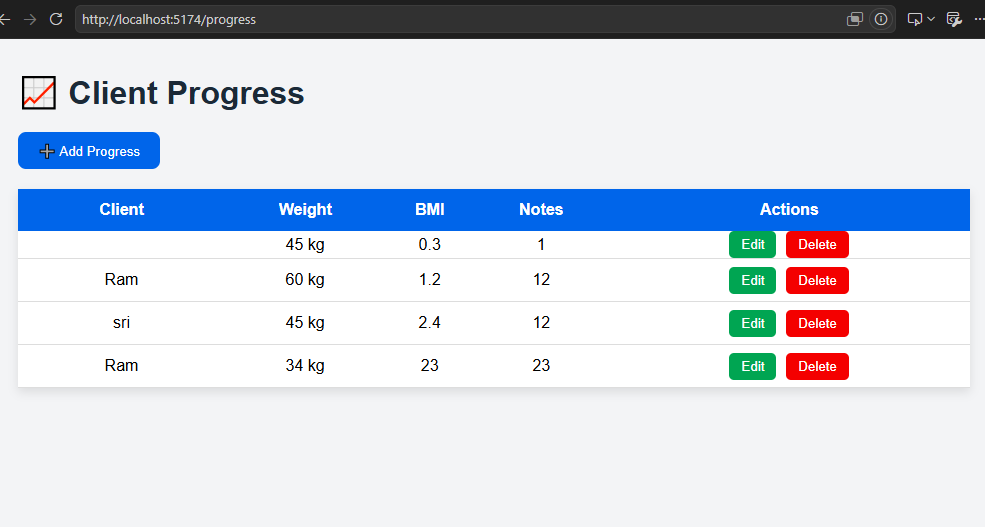 http://localhost:5174/progress
Client Progress
Add Progress
Client Weight BMI Notes Actions
45 kg 0.3 1 Edit Delete
Ram 60 kg 1.2 12 Edit Delete
sri 45 kg 2.4 12 Edit Delete
Ram 34 kg 23 23 Edit Delete